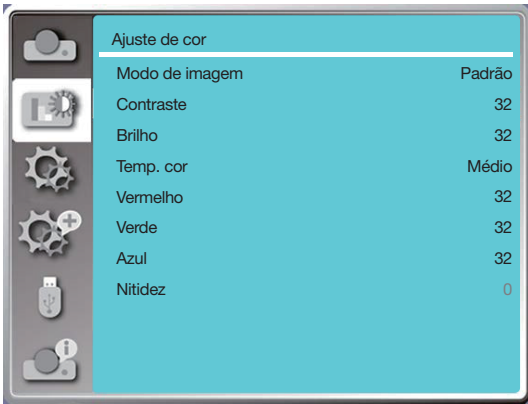 Ajuste de cor
Modo de imagem Padrão
Contraste 32
Brilho 32
Temp. cor Médio
Vermelho 32
Verde 32
Azul 32
Nitidez 0